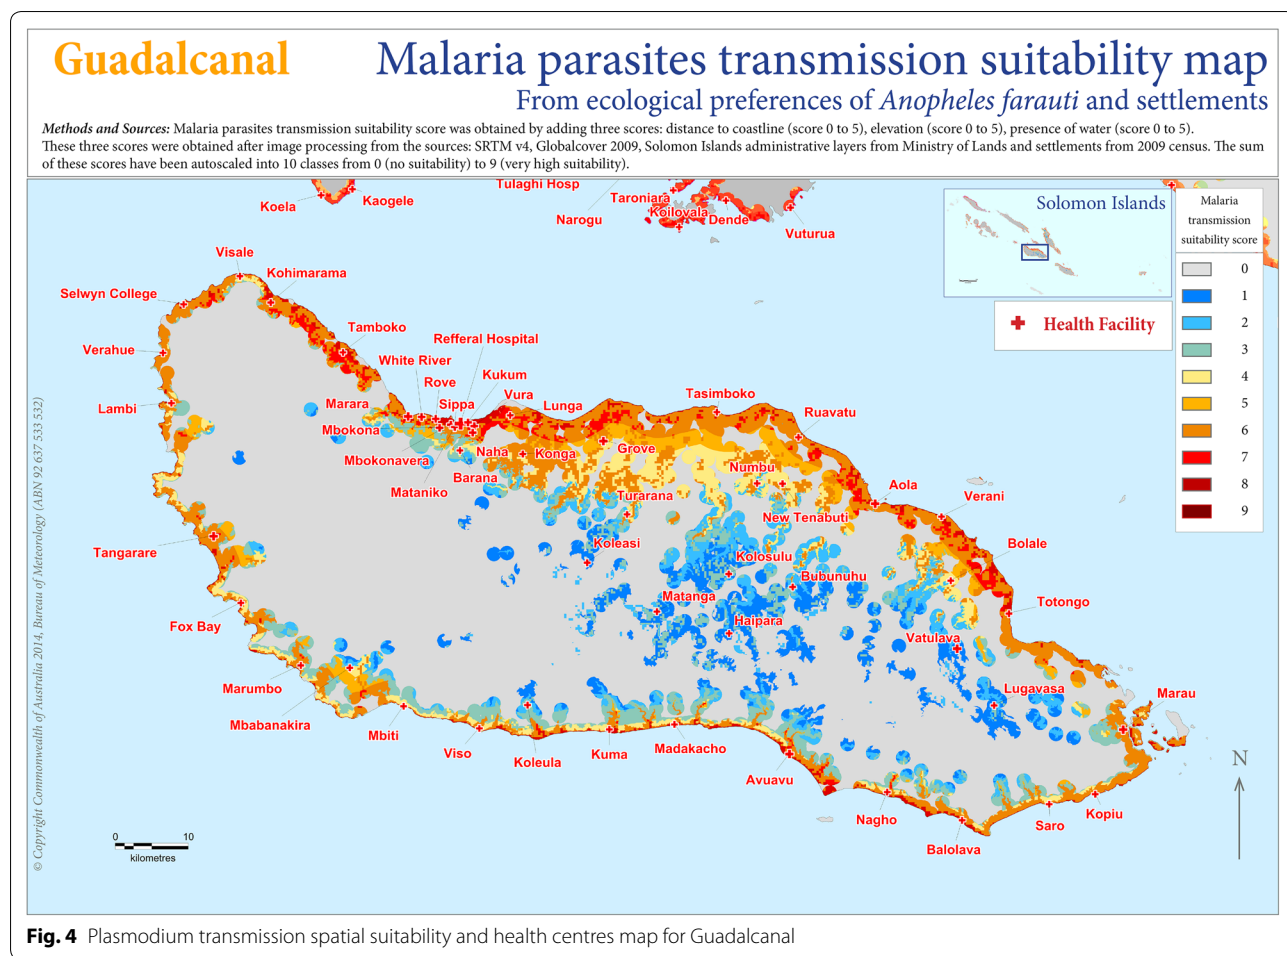 Guadalcanal
Malaria parasites transmission suitability map
From ecological preferences of Anopheles farauti and settlements
Methods and Sources: Malaria parasites transmission suitability score was obtained by adding three scores: distance to coastline (score 0 to 5), elevation (score 0 to 5), presence of water (score 0 to 5).
These three scores were obtained after image processing from the sources: SRTM v4, Globalcover 2009, Solomon Islands administrative layers from Ministry of Lands and settlements from 2009 census. The sum
of these scores have been autoscaled into 10 classes from 0 (no suitability) to 9 (very high suitability).
Koela
Kaogele
Tulaghi Hosp
Taroniara
Narogu
Koilovala
Dende
Vuturua
Solomon Islands
Health Facility
Malaria
transmission
suitability score
0
1
2
3
4
5
6
7
8
9
Visale
Kohimarama
Selwyn College
Tamboko
Verahue
Refferal Hospital
White River
Kukum
Rove
Vura
Lambi
Marara
Sippa
Lunga
Tasimboko
Ruavatu
Mbokona
Mbokonavera
Naha
Konga
Grove
Barana
Mataniko
Numbu
Turarana
Aola
Verani
New Tenabuti
Tangarare
Koleasi
Kolosulu
Bolale
Bubunuhu
Matanga
Totongo
Fox Bay
Haipara
Vatulava
Marumbo
Lugavasa
Marau
Mbabanakira
Mbiti
Viso
Koleula
Kuma
Madakacho
Avuavu
Nagho
Saro
Kopiu
Balolava
N
0 10
kilometres
© Copyright Commonwealth of Australia 2014, Bureau of Meteorology (ABN 92 637 533 532)
Fig. 4 Plasmodium transmission spatial suitability and health centres map for Guadalcanal